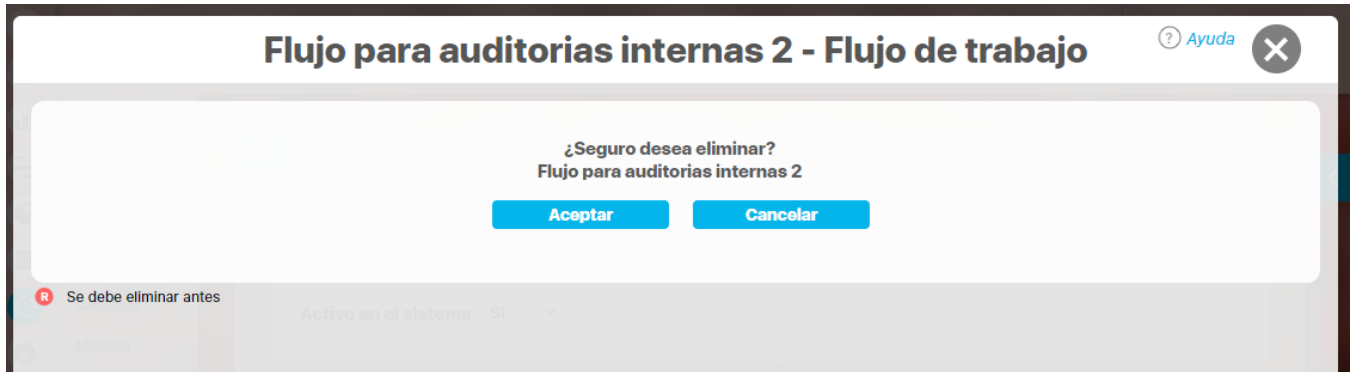 Flujo para auditorias internas 2 - Flujo de trabajo
? Ayuda
¿Seguro desea eliminar?
Flujo para auditorias internas 2
Aceptar Cancelar
R Se debe eliminar antes
Activo en el sistema Si